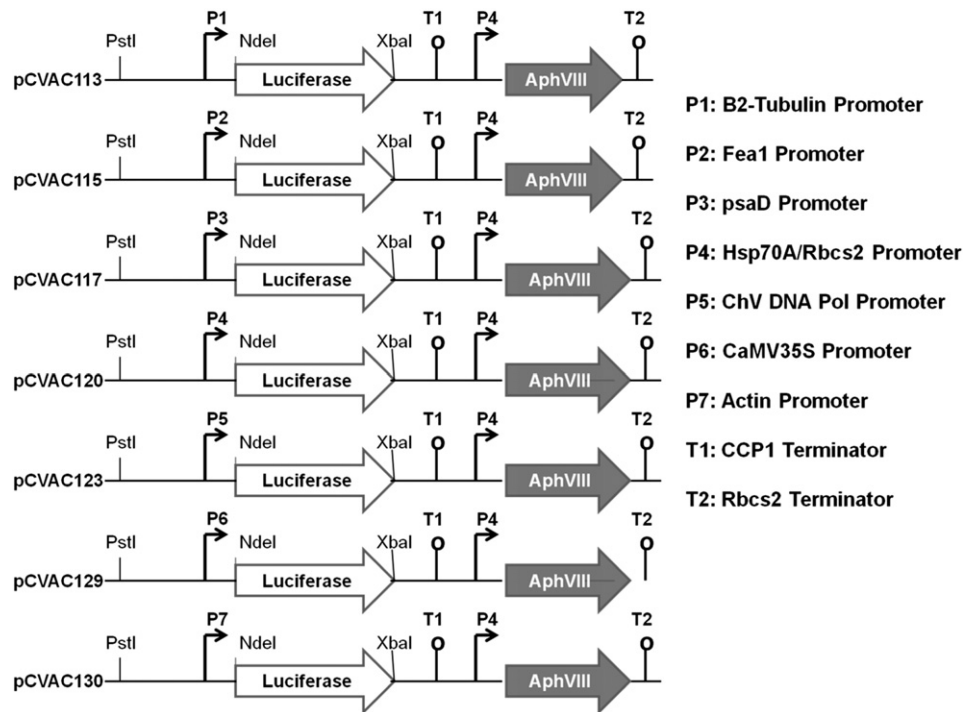 P1 T1 P4 T2
PstI NdeI XbaI
pCVAC113 Luciferase AphVIII
P2 T1 P4 T2
PstI NdeI XbaI
pCVAC115 Luciferase AphVIII
P3 T1 P4 T2
PstI NdeI XbaI
pCVAC117 Luciferase AphVIII
P4 T1 P4 T2
PstI NdeI XbaI
pCVAC120 Luciferase AphVIII
P5 T1 P4 T2
PstI NdeI XbaI
pCVAC123 Luciferase AphVIII
P6 T1 P4 T2
PstI NdeI XbaI
pCVAC129 Luciferase AphVIII
P7 T1 P4 T2
PstI NdeI XbaI
pCVAC130 Luciferase AphVIII
P1: B2-Tubulin Promoter
P2: Fea1 Promoter
P3: psaD Promoter
P4: Hsp70A/Rbcs2 Promoter
P5: ChV DNA Pol Promoter
P6: CaMV35S Promoter
P7: Actin Promoter
T1: CCP1 Terminator
T2: Rbcs2 Terminator